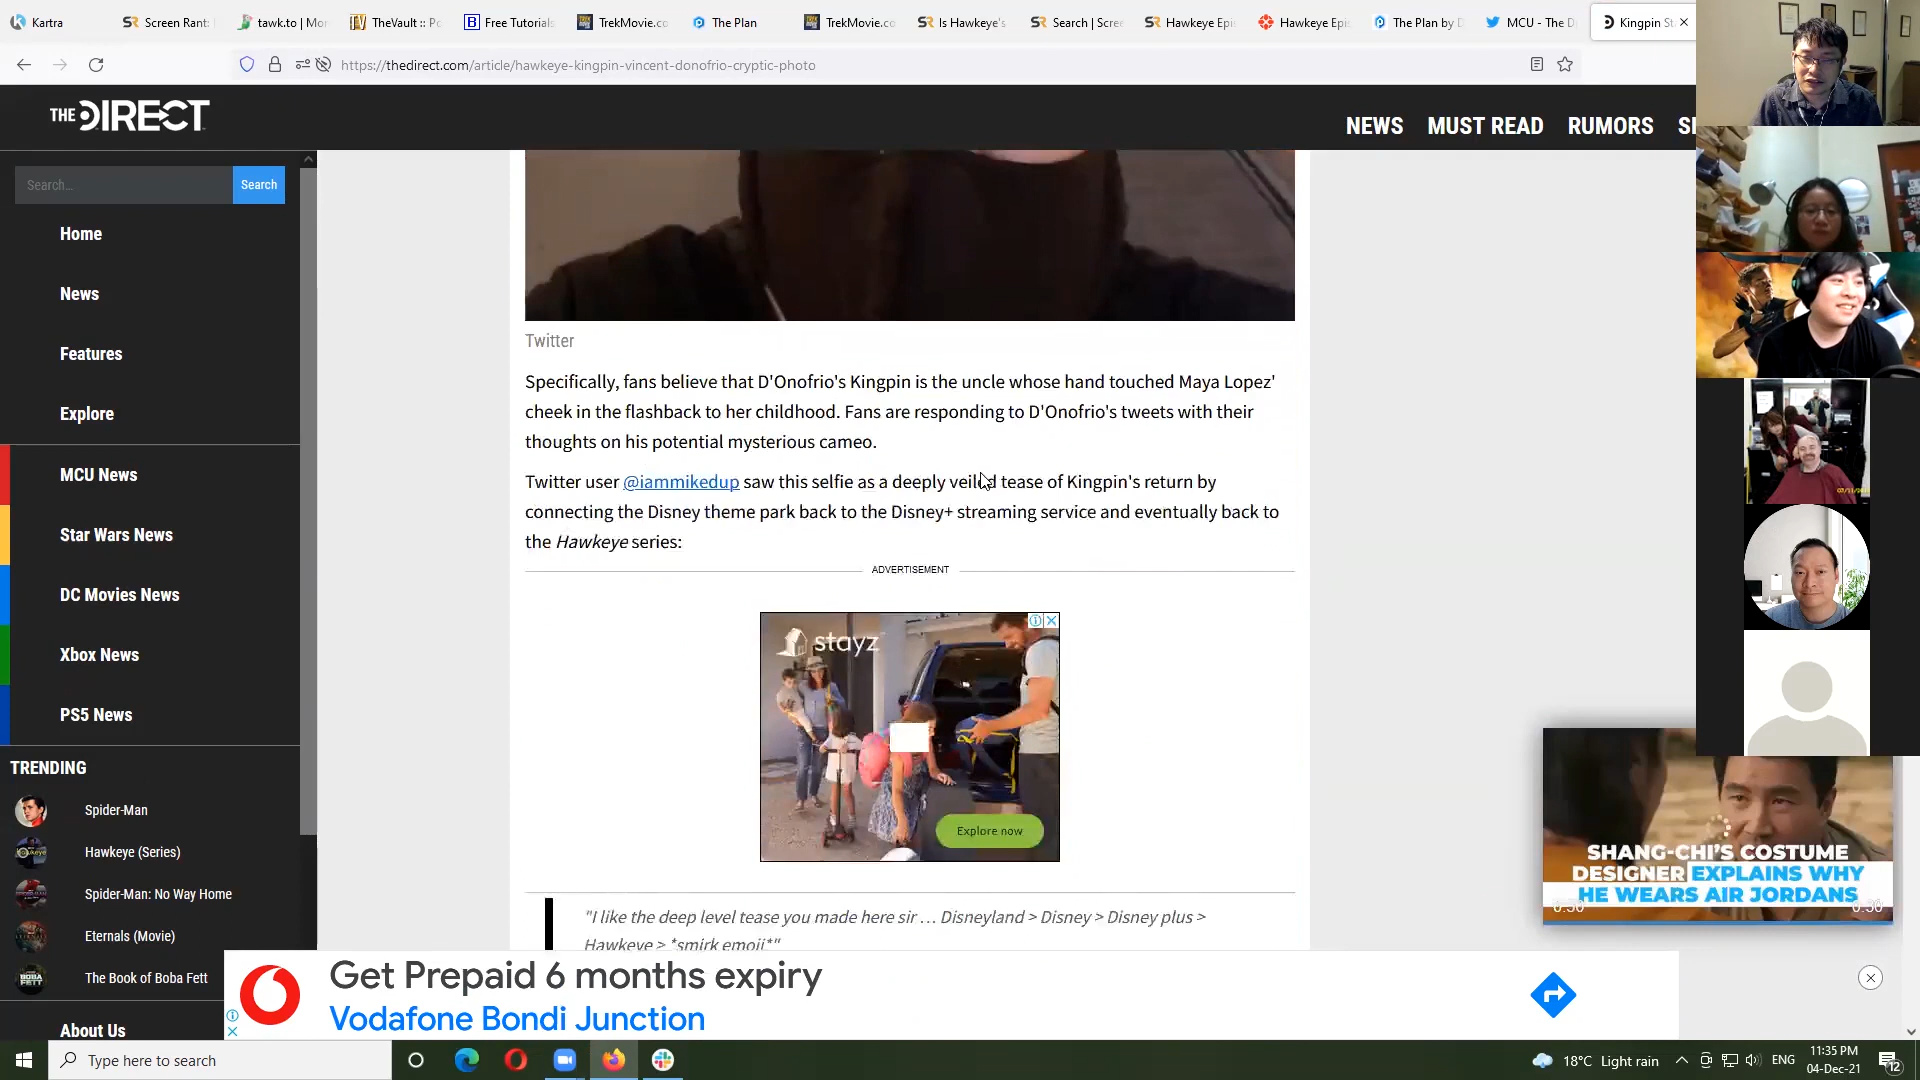 Kartra
Screen Rant:
tawk.to | Mon
TheVault :: Po
Free Tutorials
TrekMovie.co
The Plan
TrekMovie.co
Is Hawkeye's
Search | Scree
Hawkeye Epi
Hawkeye Epi
The Plan by D
MCU - The Di
Kingpin St
https://thedirect.com/article/hawkeye-kingpin-vincent-donofrio-cryptic-photo
THE DIRECT
NEWS MUST READ RUMORS
Search...
Search
Home
News
Features
Explore
MCU News
Star Wars News
DC Movies News
Xbox News
PS5 News
TRENDING
Spider-Man
Hawkeye (Series)
Spider-Man: No Way Home
Eternals (Movie)
The Book of Boba Fett
About Us
Twitter
Specifically, fans believe that D'Onofrio's Kingpin is the uncle whose hand touched Maya Lopez'
cheek in the flashback to her childhood. Fans are responding to D'Onofrio's tweets with their
thoughts on his potential mysterious cameo.
Twitter user @iammikedup saw this selfie as a deeply veiled tease of Kingpin's return by
connecting the Disney theme park back to the Disney+ streaming service and eventually back to
the Hawkeye series:
ADVERTISEMENT
stayz
Explore now
"I like the deep level tease you made here sir … Disneyland > Disney > Disney plus >
Hawkeye > *smirk emoji*"
SHANG-CHI'S COSTUME
DESIGNER EXPLAINS WHY
HE WEARS AIR JORDANS
0:30
0:30
Get Prepaid 6 months expiry
Vodafone Bondi Junction
Type here to search
18°C Light rain
ENG
11:35 PM
04-Dec-21
12